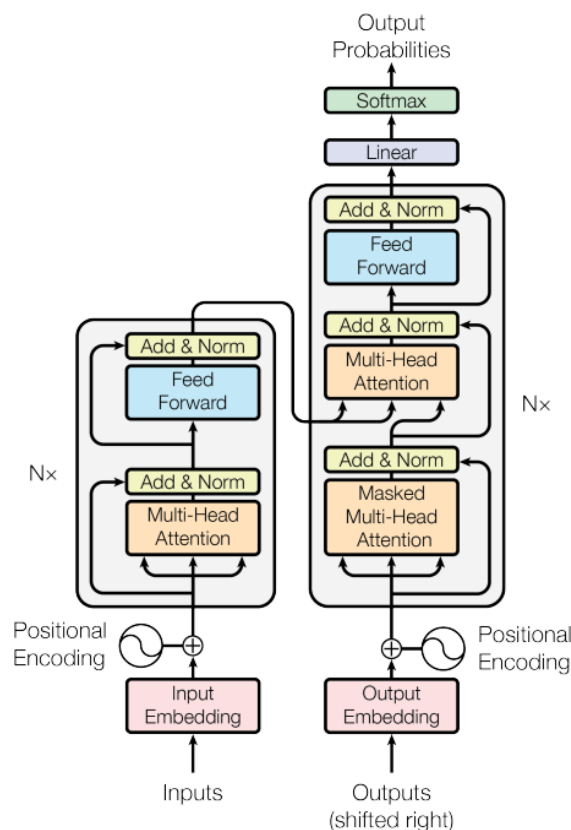 Output
Probabilities
Softmax
Linear
Add & Norm
Feed
Forward
Add & Norm
Multi-Head
Attention
Add & Norm
Masked
Multi-Head
Attention
N×
Add & Norm
Feed
Forward
N×
Add & Norm
Multi-Head
Attention
Positional
Encoding
Positional
Encoding
Input
Embedding
Output
Embedding
Inputs
Outputs
(shifted right)